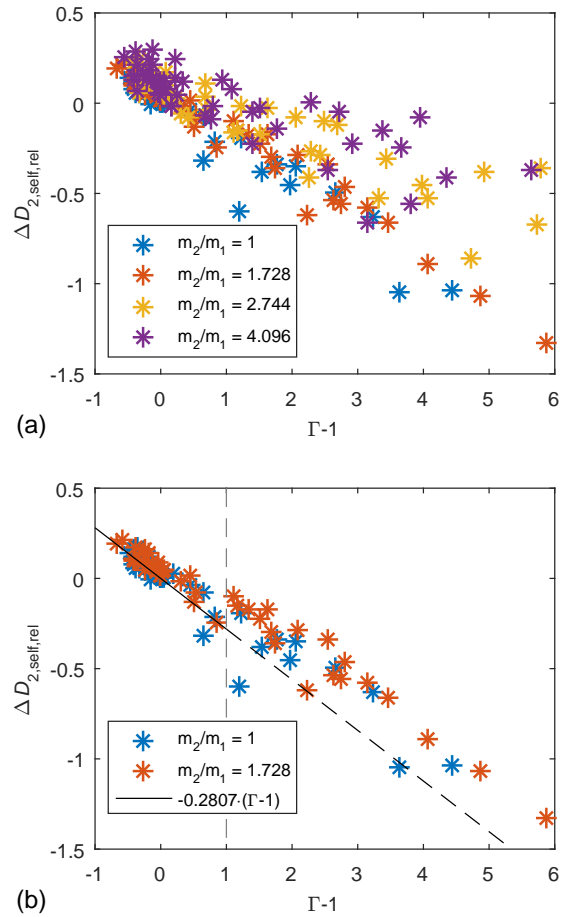 0.5
0
-0.5
-1
-1.5
ΔD2,self,rel
m2/m1 = 1
m2/m1 = 1.728
m2/m1 = 2.744
m2/m1 = 4.096
-1 0 1 2 3 4 5 6
(a) Γ-1
0.5
0
-0.5
-1
-1.5
ΔD2,self,rel
m2/m1 = 1
m2/m1 = 1.728
-0.2807·(Γ-1)
-1 0 1 2 3 4 5 6
(b) Γ-1